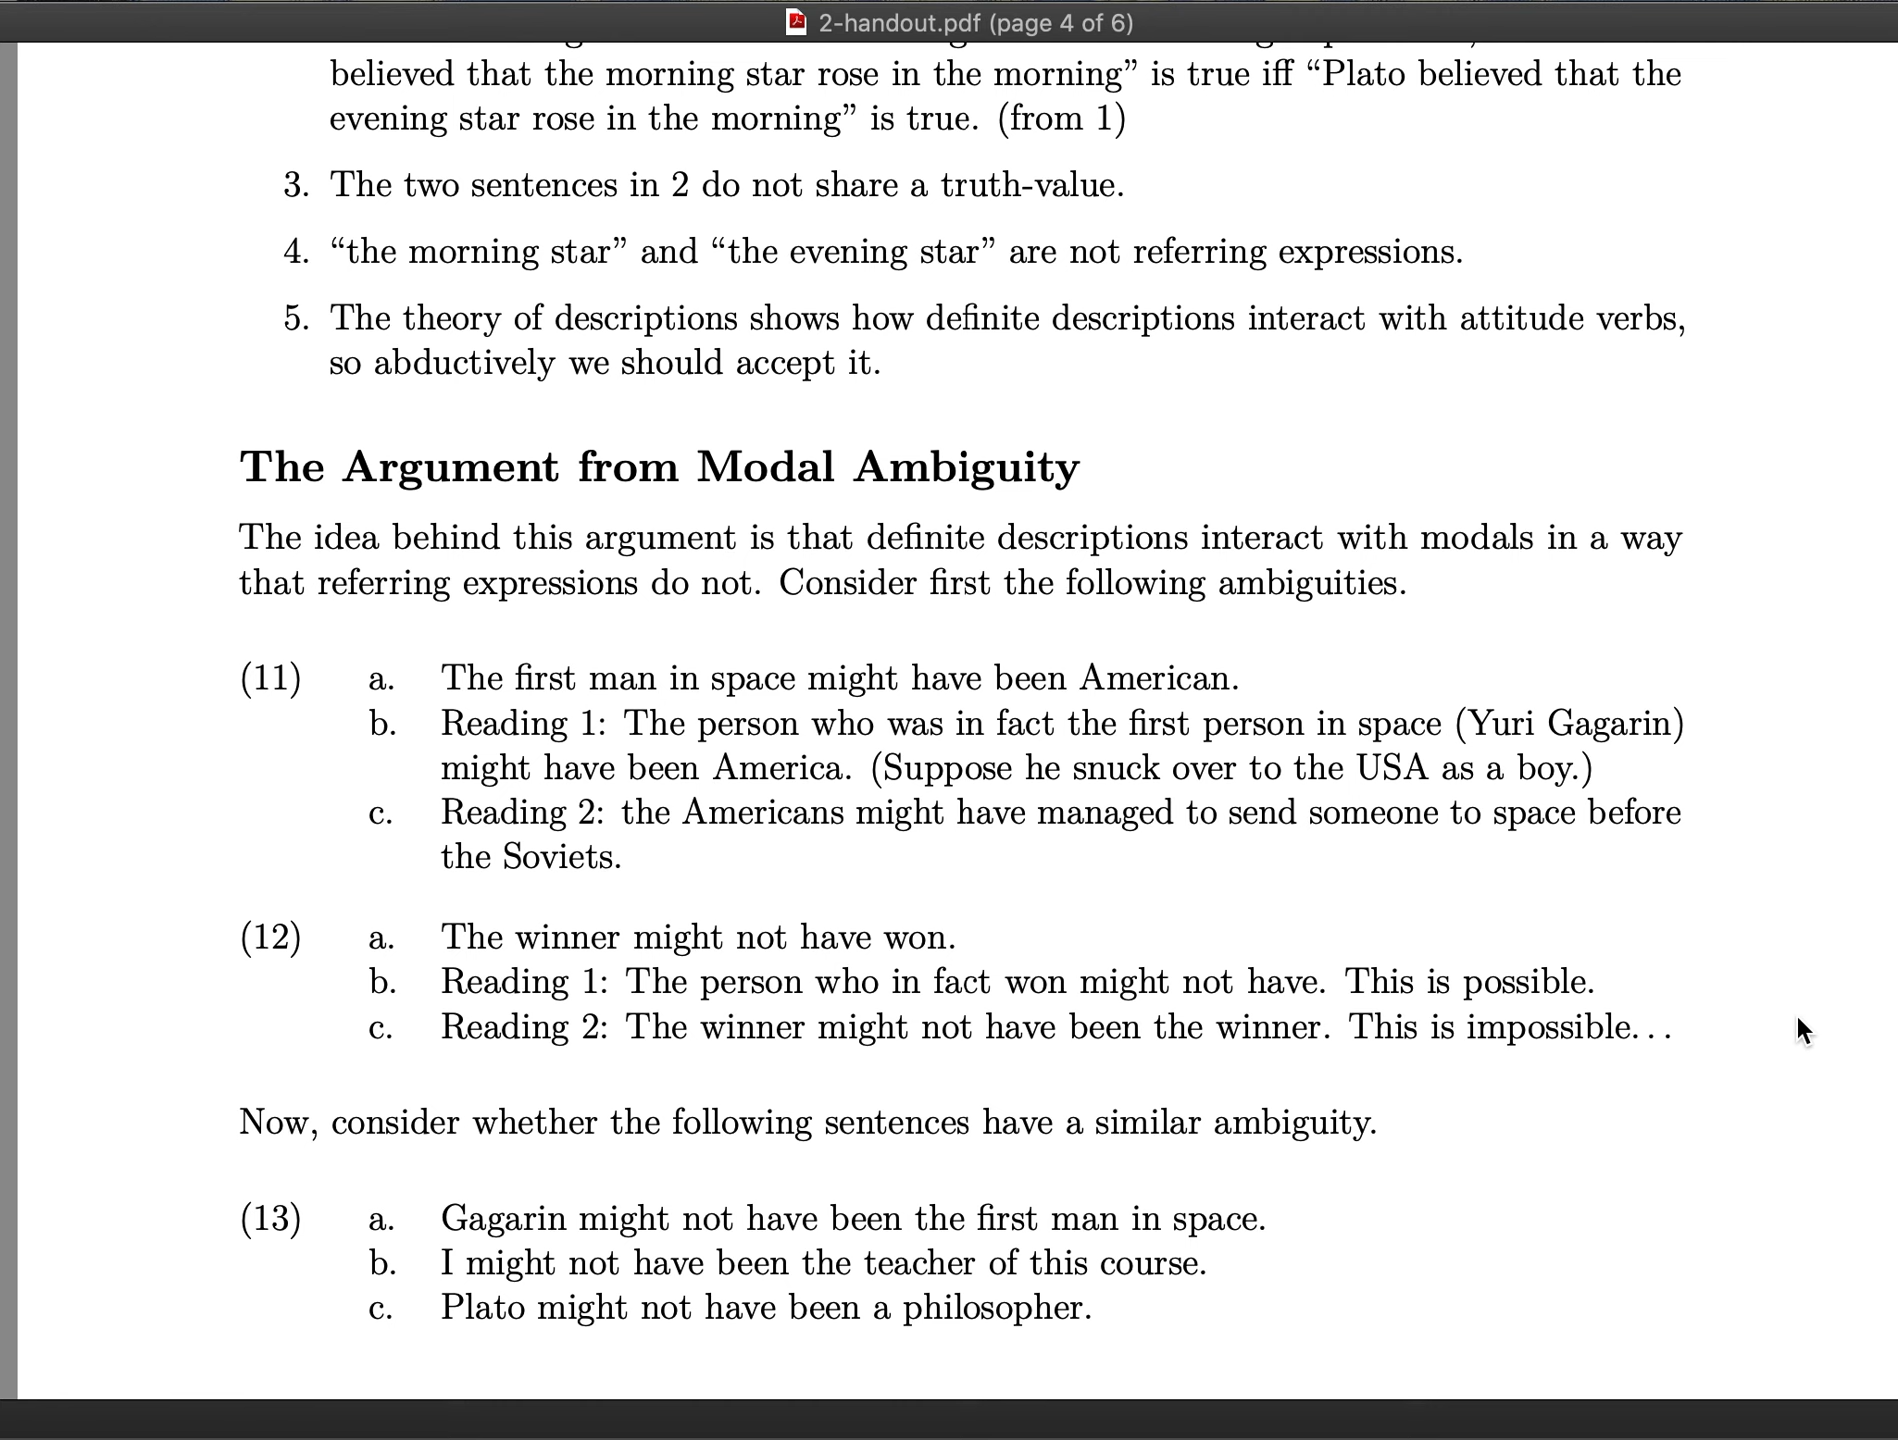 2-handout.pdf (page 4 of 6)
believed that the morning star rose in the morning” is true iff “Plato believed that the
evening star rose in the morning” is true. (from 1)
3. The two sentences in 2 do not share a truth-value.
4. “the morning star” and “the evening star” are not referring expressions.
5. The theory of descriptions shows how definite descriptions interact with attitude verbs,
so abductively we should accept it.
The Argument from Modal Ambiguity
The idea behind this argument is that definite descriptions interact with modals in a way
that referring expressions do not. Consider first the following ambiguities.
(11) a. The first man in space might have been American.
b. Reading 1: The person who was in fact the first person in space (Yuri Gagarin)
might have been America. (Suppose he snuck over to the USA as a boy.)
c. Reading 2: the Americans might have managed to send someone to space before
the Soviets.
(12) a. The winner might not have won.
b. Reading 1: The person who in fact won might not have. This is possible.
c. Reading 2: The winner might not have been the winner. This is impossible...
Now, consider whether the following sentences have a similar ambiguity.
(13) a. Gagarin might not have been the first man in space.
b. I might not have been the teacher of this course.
c. Plato might not have been a philosopher.